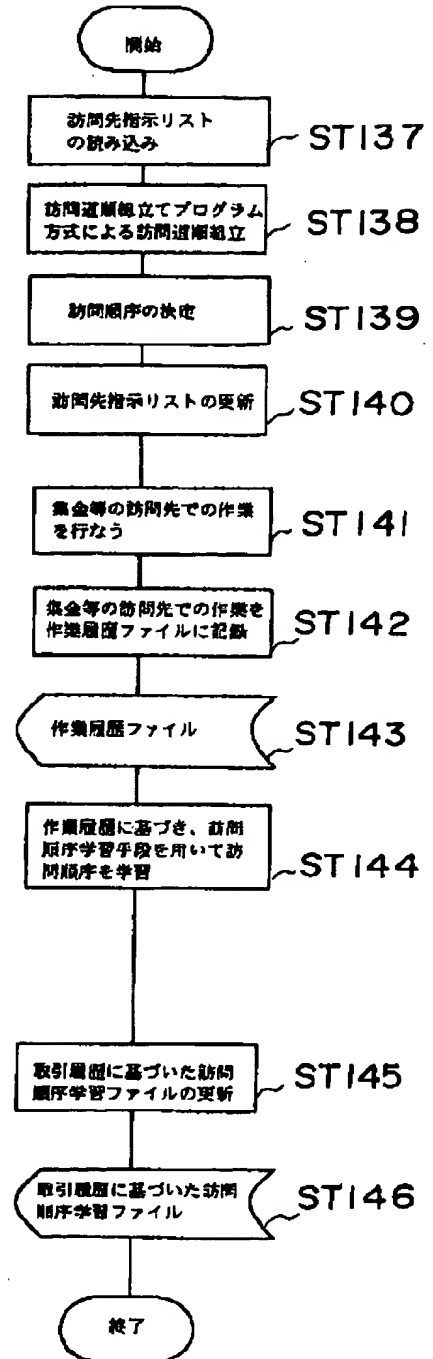 開始
訪問先指示リスト
の読み込み
ST137
訪問道順組立てプログラム
方式による訪問道順組立
ST138
訪問順序の決定
ST139
訪問先指示リストの更新
ST140
集金等の訪問先での作業
を行なう
ST141
集金等の訪問先での作業を
作業履歴ファイルに記録
ST142
作業履歴ファイル
ST143
作業履歴に基づき、訪問
順序学習手段を用いて訪
問順序を学習
ST144
取引履歴に基づいた訪問
順序学習ファイルの更新
ST145
取引履歴に基づいた訪問
順序学習ファイル
ST146
終了